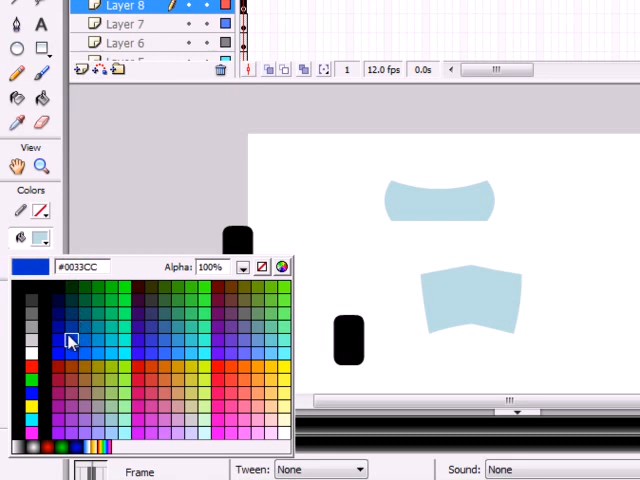 Layer 8
Layer 7
Layer 6
1 12.0 fps 0.0s
A
View
Colors
#0033CC Alpha: 100%
Frame Tween: None Sound: None